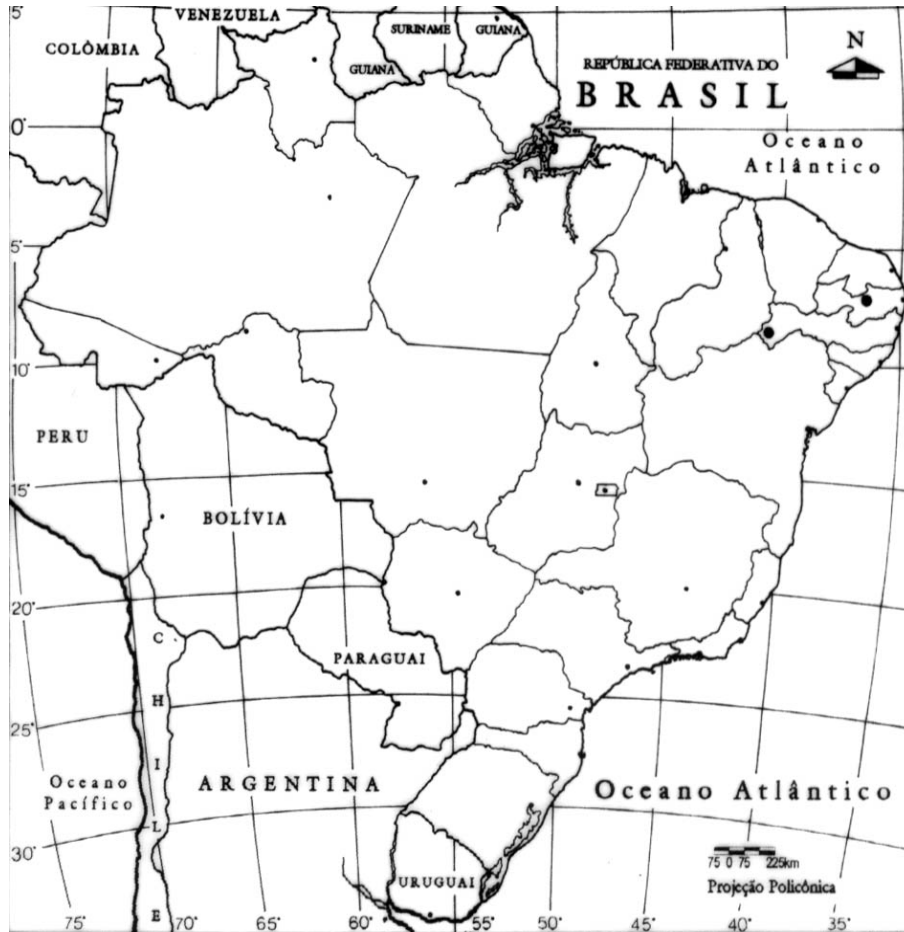 5°
VENEZUELA
SURINAME
GUIANA
COLÔMBIA
GUIANA
N
REPÚBLICA FEDERATIVA DO
BRASIL
0°
Oceano
Atlântico
5°
10°
PERU
15°
BOLÍVIA
20°
C
H
I
L
E
PARAGUAI
25°
Oceano
Pacífico
ARGENTINA
Oceano Atlântico
30°
URUGUAI
75 0 75 225km
Projeção Policônica
75°
70°
65°
60°
55°
50°
45°
40°
35°